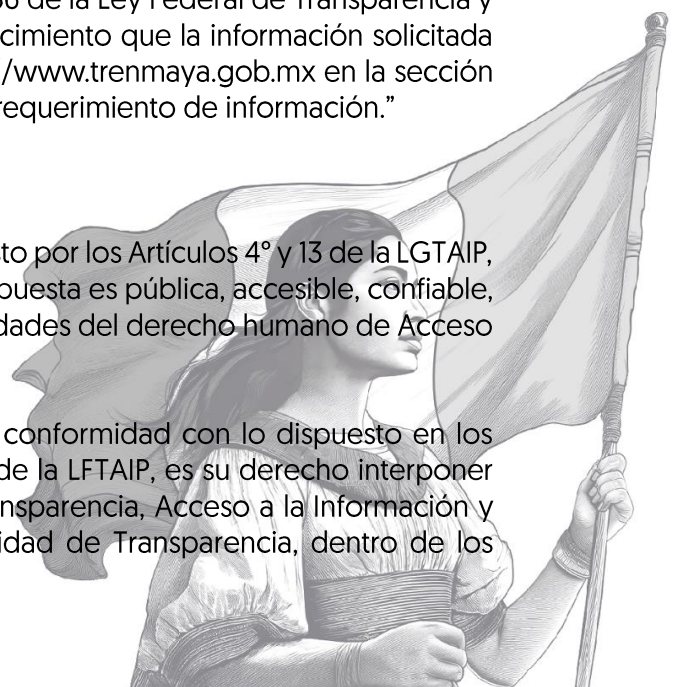 36 de la Ley Federal de Transparencia y
cimiento que la información solicitada
/www.trenmaya.gob.mx en la sección
requerimiento de información.”
sto por los Artículos 4° y 13 de la LGTAIP,
puesta es pública, accesible, confiable,
dades del derecho humano de Acceso
conformidad con lo dispuesto en los
de la LFTAIP, es su derecho interponer
nsparencia, Acceso a la Información y
idad de Transparencia, dentro de los